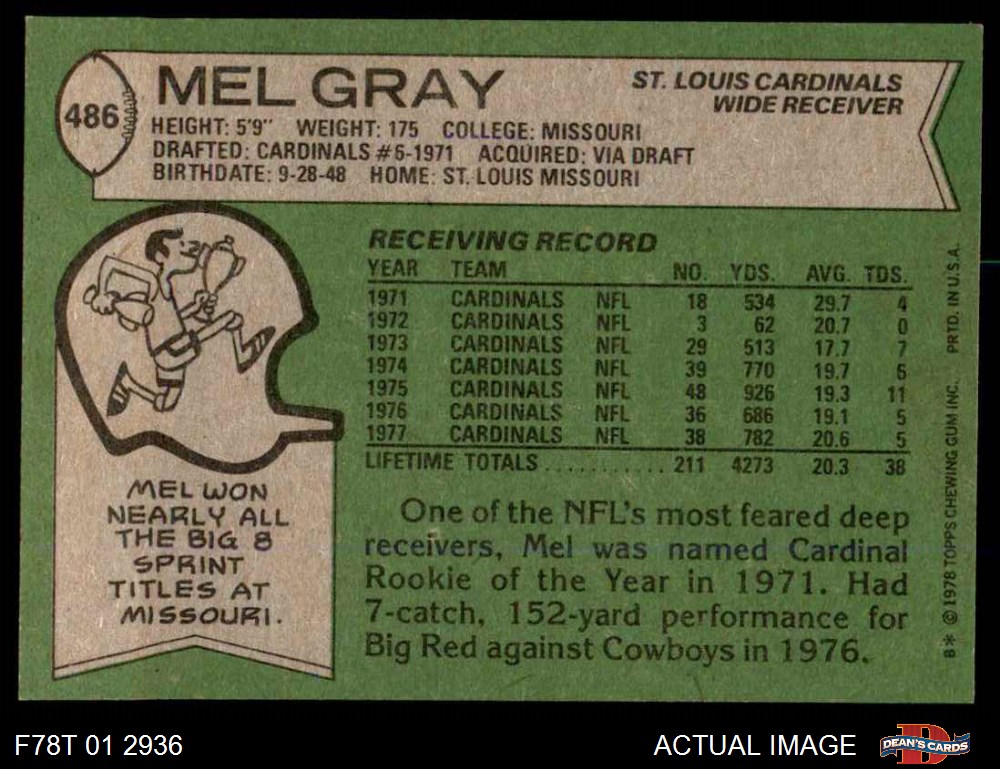 486
MEL GRAY
ST. LOUIS CARDINALS
WIDE RECEIVER
HEIGHT: 5'9" WEIGHT: 175 COLLEGE: MISSOURI
DRAFTED: CARDINALS #6-1971 ACQUIRED: VIA DRAFT
BIRTHDATE: 9-28-48 HOME: ST. LOUIS MISSOURI
RECEIVING RECORD
YEAR TEAM NO. YDS. AVG. TDS.
1971 CARDINALS NFL 18 534 29.7 4
1972 CARDINALS NFL 3 62 20.7 0
1973 CARDINALS NFL 29 513 17.7 7
1974 CARDINALS NFL 39 770 19.7 6
1975 CARDINALS NFL 48 926 19.3 11
1976 CARDINALS NFL 36 686 19.1 5
1977 CARDINALS NFL 38 782 20.6 5
LIFETIME TOTALS............ 211 4273 20.3 38
MEL WON
NEARLY ALL
THE BIG 8
SPRINT
TITLES AT
MISSOURI.
One of the NFL's most feared deep
receivers, Mel was named Cardinal
Rookie of the Year in 1971. Had
7-catch, 152-yard performance for
Big Red against Cowboys in 1976.
B* © 1978 TOPPS CHEWING GUM INC. PRTD. IN U.S.A.
F78T 01 2936
ACTUAL IMAGE
D
DEAN'S CARDS